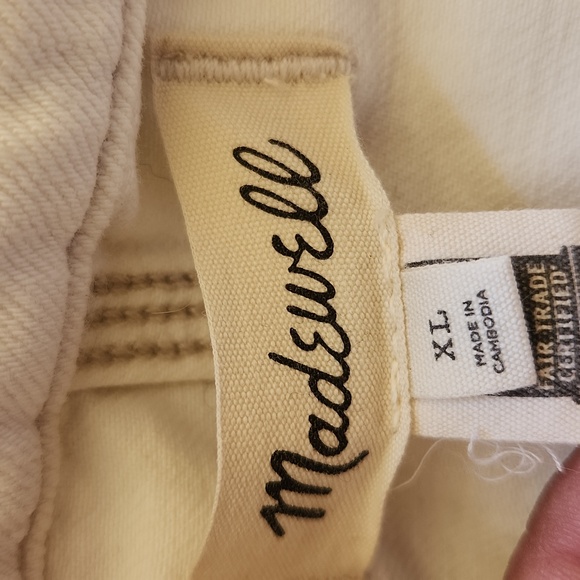 Madewell
XL
MADE IN
CAMBODIA
FAIR TRADE
CERTIFIED